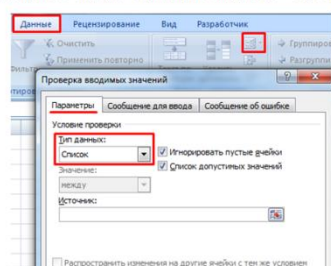 Данные Рецензирование Вид Разработчик
Очистить
Применить повторно
Группиров
Разгруппи
Проверка вводимых значений
Параметры Сообщение для ввода Сообщение об ошибке
Условие проверки
Тип данных:
Список
Игнорировать пустые ячейки
Значение:
Список допустимых значений
между
Источник:
Распространить изменения на другие ячейки с тем же условием